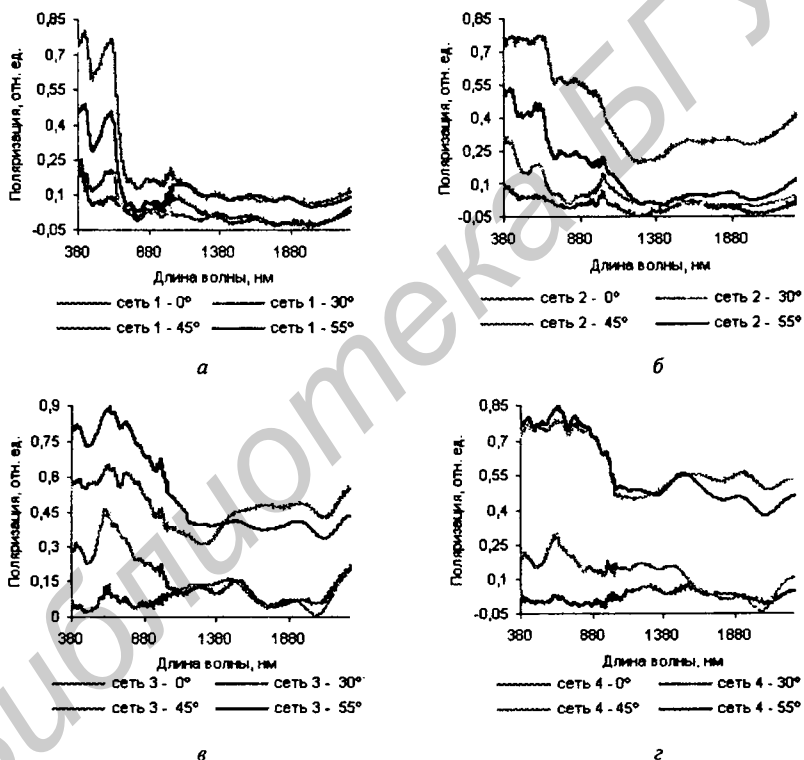 0,85
0,7
0,55
0,4
0,25
0,1
-0,05
Поляризация, отн. ед.
380 880 1380 1880
Длина волны, нм
сеть 1 - 0° сеть 1 - 30°
сеть 1 - 45° сеть 1 - 55°
а
0,85
0,7
0,55
0,4
0,25
0,1
-0,05
Поляризация, отн. ед.
380 880 1380 1880
Длина волны, нм
сеть 2 - 0° сеть 2 - 30°
сеть 2 - 45° сеть 2 - 55°
б
0,9
0,75
0,6
0,45
0,3
0,15
0
Поляризация, отн. ед.
380 880 1380 1880
Длина волны, нм
сеть 3 - 0° сеть 3 - 30°
сеть 3 - 45° сеть 3 - 55°
в
0,85
0,7
0,55
0,4
0,25
0,1
-0,05
Поляризация, отн. ед.
380 880 1380 1880
Длина волны, нм
сеть 4 - 0° сеть 4 - 30°
сеть 4 - 45° сеть 4 - 55°
г
библиотека БГУ